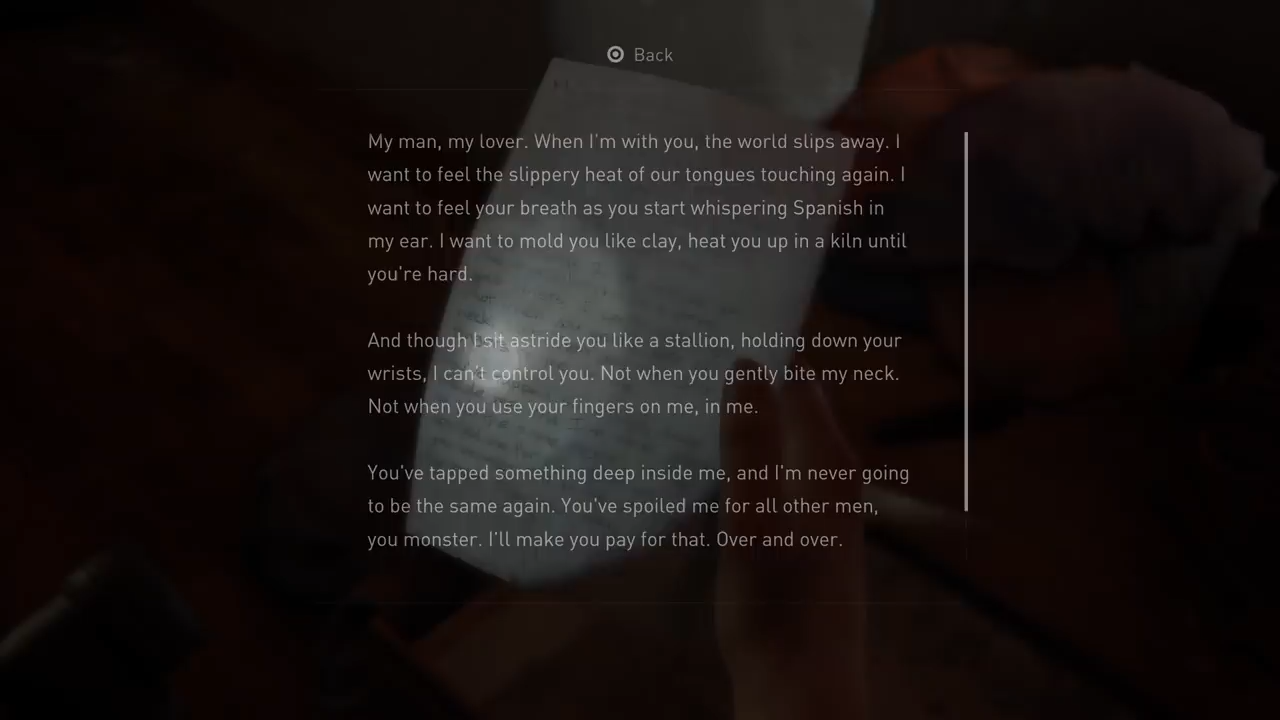 Back
My man, my lover. When I'm with you, the world slips away. I
want to feel the slippery heat of our tongues touching again. I
want to feel your breath as you start whispering Spanish in
my ear. I want to mold you like clay, heat you up in a kiln until
you're hard.
And though I sit astride you like a stallion, holding down your
wrists, I can't control you. Not when you gently bite my neck.
Not when you use your fingers on me, in me.
You've tapped something deep inside me, and I'm never going
to be the same again. You've spoiled me for all other men,
you monster. I'll make you pay for that. Over and over.